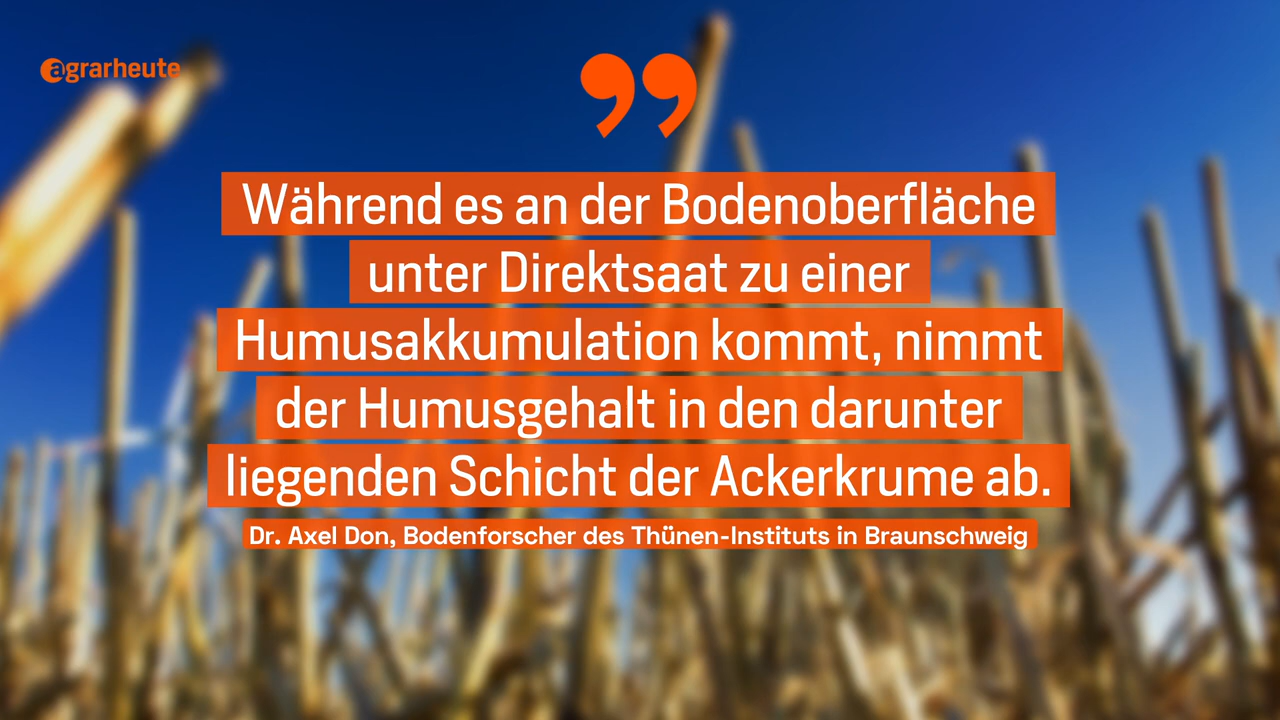 agrarheute
”
Während es an der Bodenoberfläche
unter Direktsaat zu einer
Humusakkumulation kommt, nimmt
der Humusgehalt in den darunter
liegenden Schicht der Ackerkrume ab.
Dr. Axel Don, Bodenforscher des Thünen-Instituts in Braunschweig